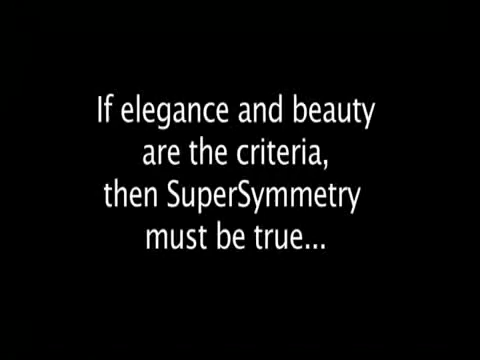 If elegance and beauty
are the criteria,
then SuperSymmetry
must be true...